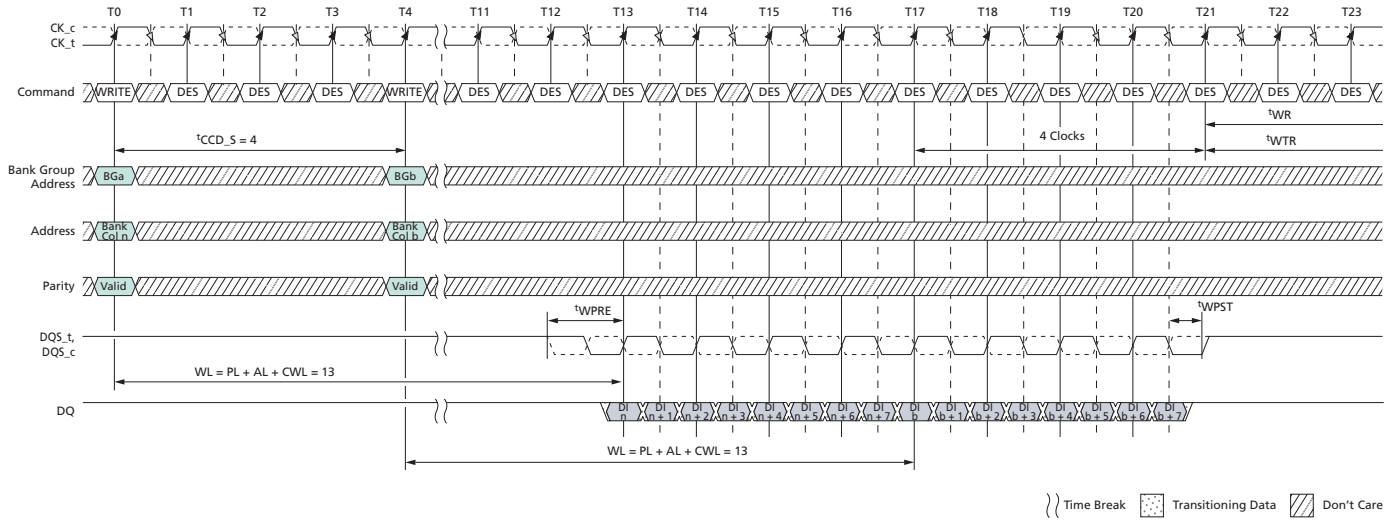 T0 T1 T2 T3 T4 T11 T12 T13 T14 T15 T16 T17 T18 T19 T20 T21 T22 T23
CK_c
CK_t
Command WRITE DES DES DES WRITE DES DES DES DES DES DES DES DES DES DES DES DES DES
tWR
tCCD_S = 4 4 Clocks tWTR
Bank Group
Address
BGa BGb
Address
Bank
Col n
Bank
Col b
Parity Valid Valid
tWPRE tWPST
DQS_t,
DQS_c
WL = PL + AL + CWL = 13
DQ
DI
n
DI
n + 1
DI
n + 2
DI
n + 3
DI
n + 4
DI
n + 5
DI
n + 6
DI
n + 7
DI
b
DI
b + 1
DI
b + 2
DI
b + 3
DI
b + 4
DI
b + 5
DI
b + 6
DI
b + 7
WL = PL + AL + CWL = 13
Time Break Transitioning Data Don't Care